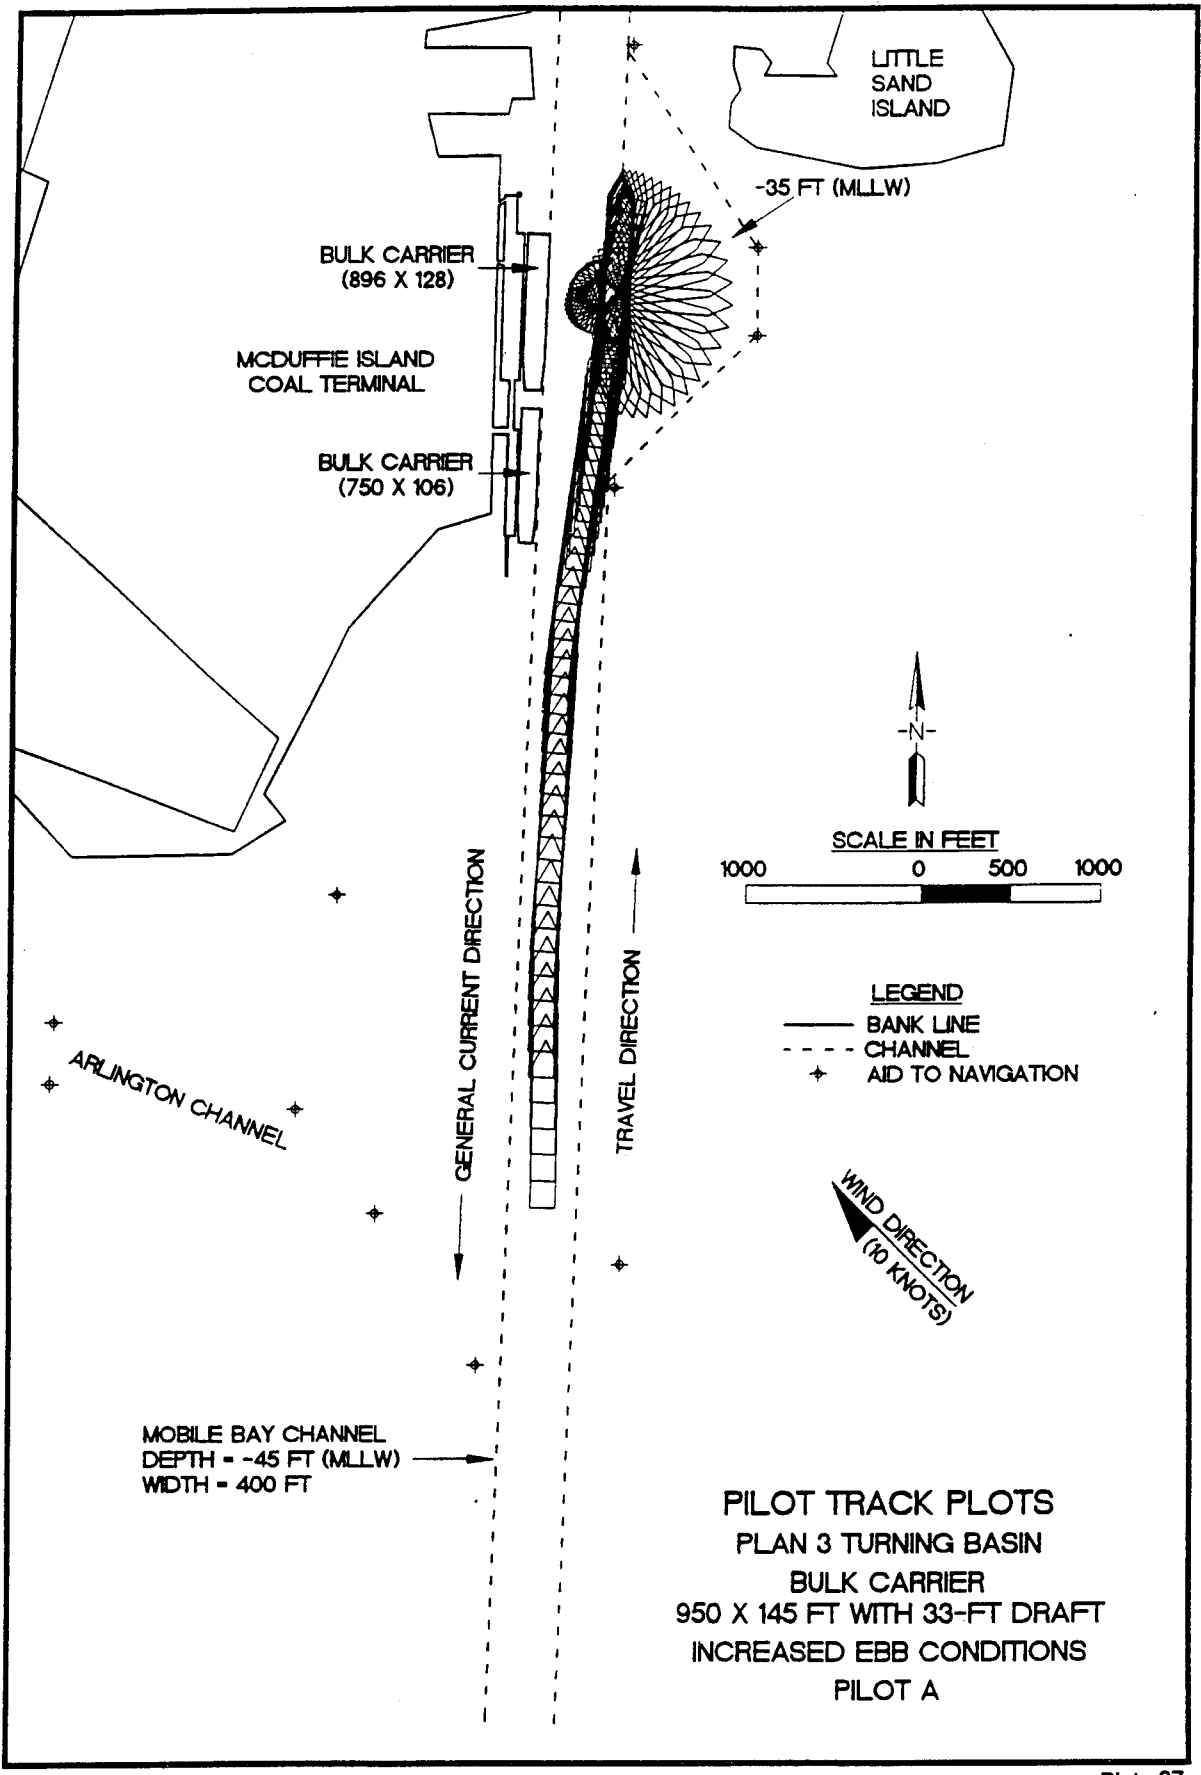 LITTLE
SAND
ISLAND
-35 FT (MLLW)
BULK CARRIER
(896 X 128)
MCDUFFIE ISLAND
COAL TERMINAL
BULK CARRIER
(750 X 106)
-N-
SCALE IN FEET
1000 0 500 1000
GENERAL CURRENT DIRECTION
TRAVEL DIRECTION
LEGEND
BANK LINE
CHANNEL
AID TO NAVIGATION
ARLINGTON CHANNEL
WIND DIRECTION
(10 KNOTS)
MOBILE BAY CHANNEL
DEPTH = -45 FT (MLLW)
WIDTH = 400 FT
PILOT TRACK PLOTS
PLAN 3 TURNING BASIN
BULK CARRIER
950 X 145 FT WITH 33-FT DRAFT
INCREASED EBB CONDITIONS
PILOT A